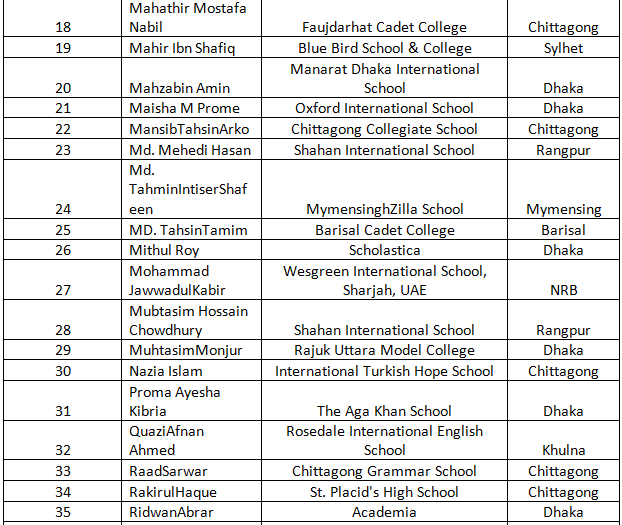 18 Mahathir Mostafa Nabil Faujdarhat Cadet College Chittagong
19 Mahir Ibn Shafiq Blue Bird School & College Sylhet
20 Mahzabin Amin Manarat Dhaka International School Dhaka
21 Maisha M Prome Oxford International School Dhaka
22 MansibTahsinArko Chittagong Collegiate School Chittagong
23 Md. Mehedi Hasan Shahan International School Rangpur
24 Md. TahminIntiserShafeen MymensinghZilla School Mymensing
25 MD. TahsinTamim Barisal Cadet College Barisal
26 Mithul Roy Scholastica Dhaka
27 Mohammad JawwadulKabir Wesgreen International School, Sharjah, UAE NRB
28 Mubtasim Hossain Chowdhury Shahan International School Rangpur
29 MuhtasimMonjur Rajuk Uttara Model College Dhaka
30 Nazia Islam International Turkish Hope School Chittagong
31 Proma Ayesha Kibria The Aga Khan School Dhaka
32 QuaziAfnan Ahmed Rosedale International English School Khulna
33 RaadSarwar Chittagong Grammar School Chittagong
34 RakirulHaque St. Placid's High School Chittagong
35 RidwanAbrar Academia Dhaka